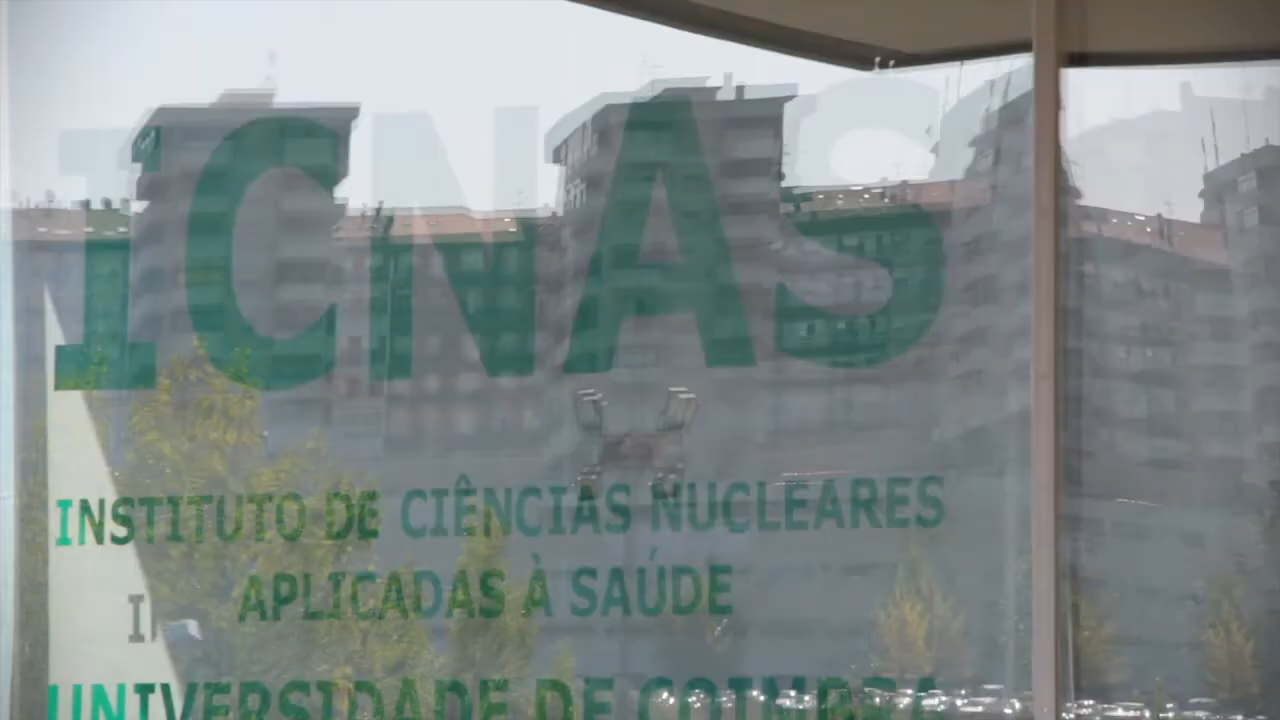 ICNAS
INSTITUTO DE CIÊNCIAS NUCLEARES
APLICADAS À SAÚDE
UNIVERSIDADE DE COIMBRA